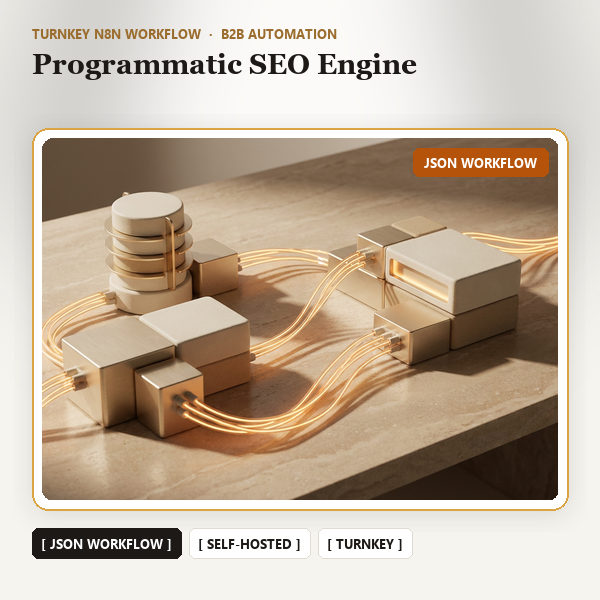 TURNKEY N8N WORKFLOW · B2B AUTOMATION
Programmatic SEO Engine
JSON WORKFLOW
[ JSON WORKFLOW ] [ SELF-HOSTED ] [ TURNKEY ]